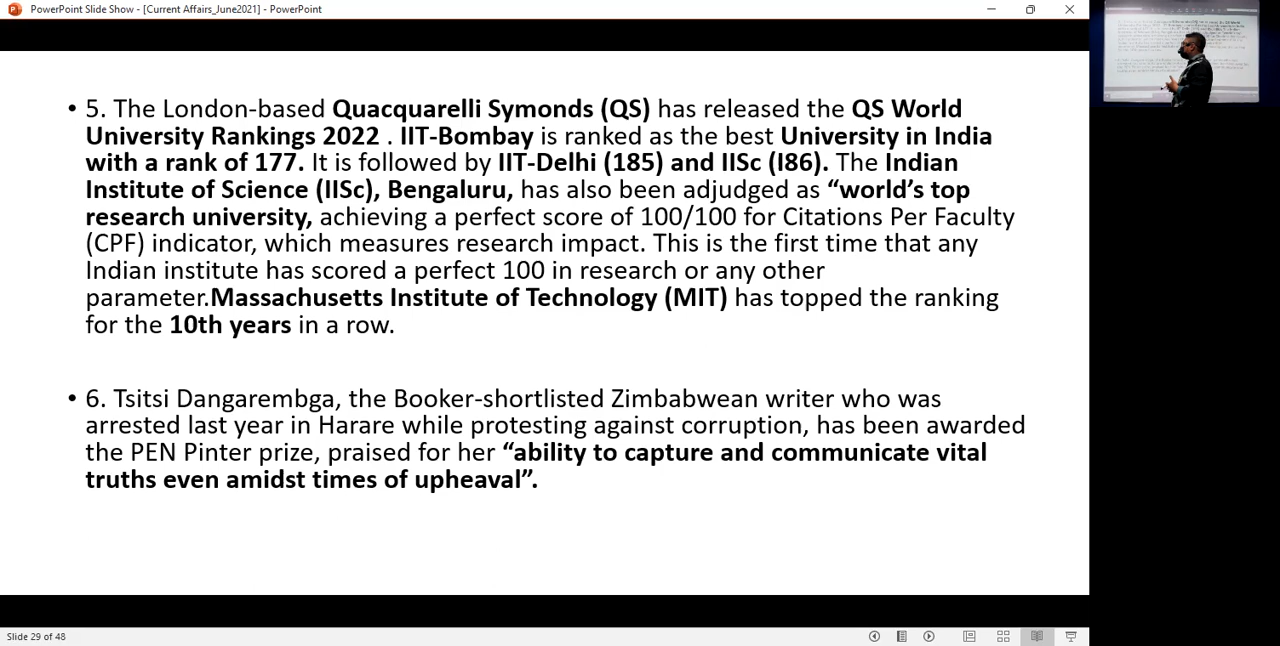 PowerPoint Slide Show - [Current Affairs_June2021] - PowerPoint
• 5. The London-based Quacquarelli Symonds (QS) has released the QS World
University Rankings 2022 . IIT-Bombay is ranked as the best University in India
with a rank of 177. It is followed by IIT-Delhi (185) and IISc (I86). The Indian
Institute of Science (IISc), Bengaluru, has also been adjudged as “world’s top
research university, achieving a perfect score of 100/100 for Citations Per Faculty
(CPF) indicator, which measures research impact. This is the first time that any
Indian institute has scored a perfect 100 in research or any other
parameter.Massachusetts Institute of Technology (MIT) has topped the ranking
for the 10th years in a row.
• 6. Tsitsi Dangarembga, the Booker-shortlisted Zimbabwean writer who was
arrested last year in Harare while protesting against corruption, has been awarded
the PEN Pinter prize, praised for her “ability to capture and communicate vital
truths even amidst times of upheaval”.
Slide 29 of 48